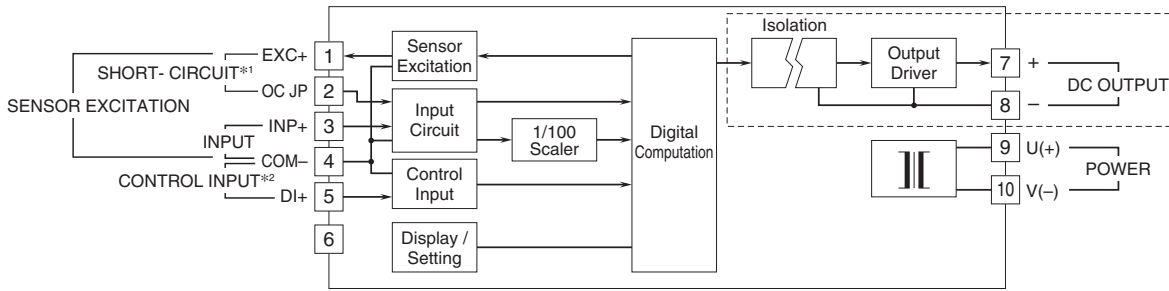 SENSOR EXCITATION
SHORT- CIRCUIT*1
INPUT
CONTROL INPUT*2
EXC+
OC JP
INP+
COM–
DI+
1
2
3
4
5
6
Sensor
Excitation
Input
Circuit
1/100
Scaler
Control
Input
Display /
Setting
Digital
Computation
Isolation
Output
Driver
7
8
9
10
+
–
U(+)
V(–)
DC OUTPUT
POWER